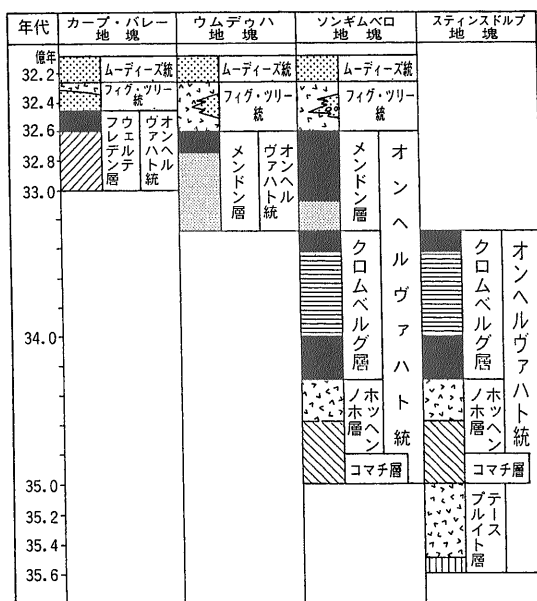 年代
カープ・バレー
地塊
ウムデゥハ
地塊
ソンギムベロ
地塊
スティンスドルプ
地塊
億年
32.2
32.4
32.6
32.8
33.0
34.0
35.0
35.2
35.4
35.6
ムーディーズ統
フィグ・ツリー
統
ウェルテ
フレデン層
オンヘル
ヴァハト統
ムーディーズ統
フィグ・ツリー
統
メンドン層
オンヘル
ヴァハト統
ムーディーズ統
フィグ・ツリー
統
メンドン層
クロムベルグ層
ホッヘン
ノホ層
コマチ層
オンヘルヴァハト統
クロムベルグ層
ホッヘン
ノホ層
コマチ層
テース
プルイト層
オンヘルヴァハト統